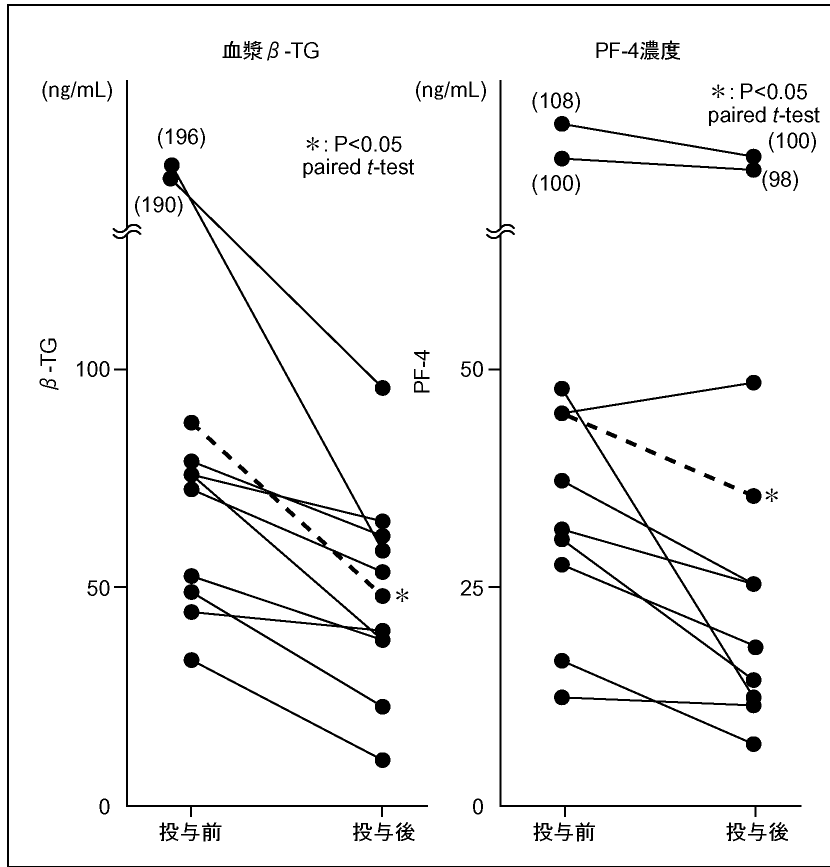 血漿β-TG
(ng/mL)
(196)
(190)
*: P<0.05
paired t-test
β-TG
100
50
0
*
投与前
投与後
PF-4濃度
(ng/mL)
(108)
(100)
*: P<0.05
paired t-test
(100)
(98)
PF-4
50
25
0
*
投与前
投与後